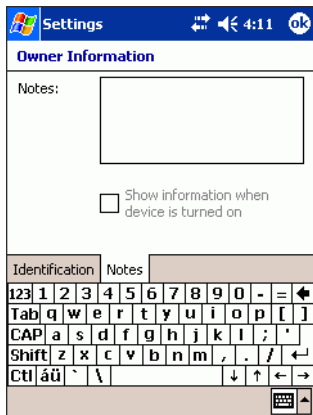 Settings 4:11 ok
Owner Information
Notes:
Show information when
device is turned on
Identification Notes
123 1 2 3 4 5 6 7 8 9 0 - =
Tab q w e r t y u i o p [ ]
CAP a s d f g h j k l ; '
Shift z x c v b n m , . /
Ctl áü ` \ ↓ ↑ ← →